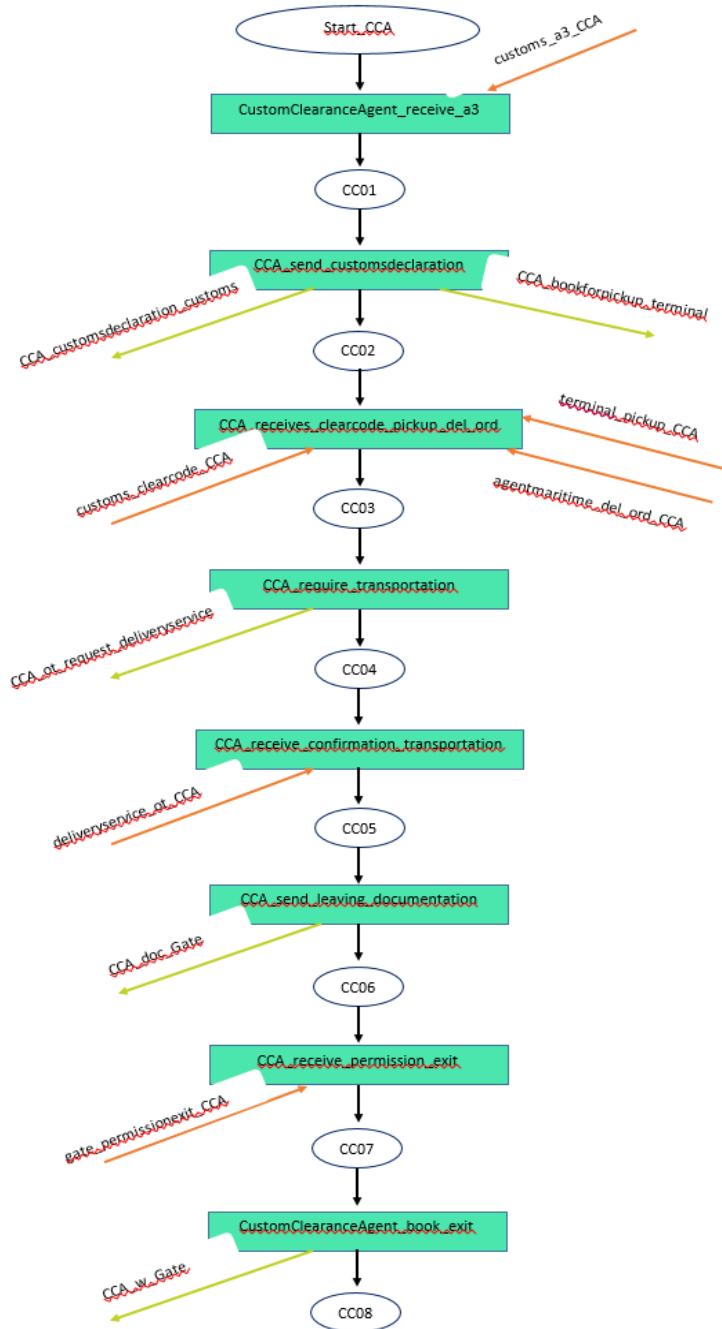 Start_CCA
customs_a3_CCA
CustomClearanceAgent_receive_a3
CC01
CCA_send_customsdeclaration
CCA_customsdeclaration_customs
CCA_bookforpickup_terminal
CC02
CCA_receives_clearcode_pickup_del_ord
terminal_pickup_CCA
customs_clearcode_CCA
agentmaritime_del_ord_CCA
CC03
CCA_require_transportation
CCA_ot_request_deliveryservice
CC04
CCA_receive_confirmation_transportation
deliveryservice_ot_CCA
CC05
CCA_send_leaving_documentation
CCA_doc_Gate
CC06
CCA_receive_permission_exit
gate_permissionexit_CCA
CC07
CustomClearanceAgent_book_exit
CCA_w_Gate
CC08